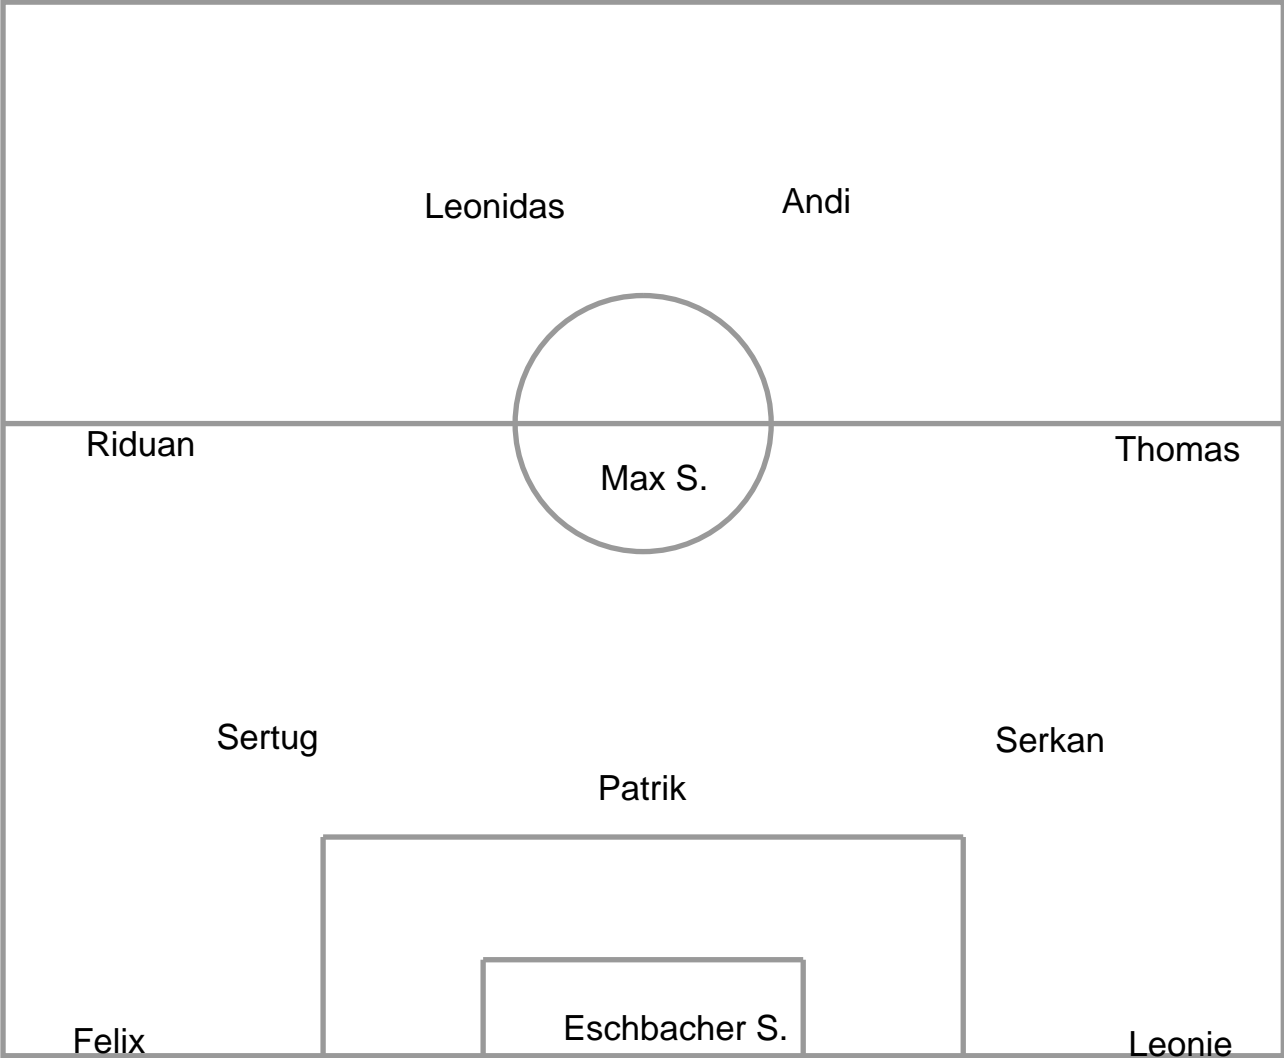 Leonidas
Andi
Riduan
Thomas
Max S.
Sertug
Serkan
Patrik
Eschbacher S.
Felix
Leonie